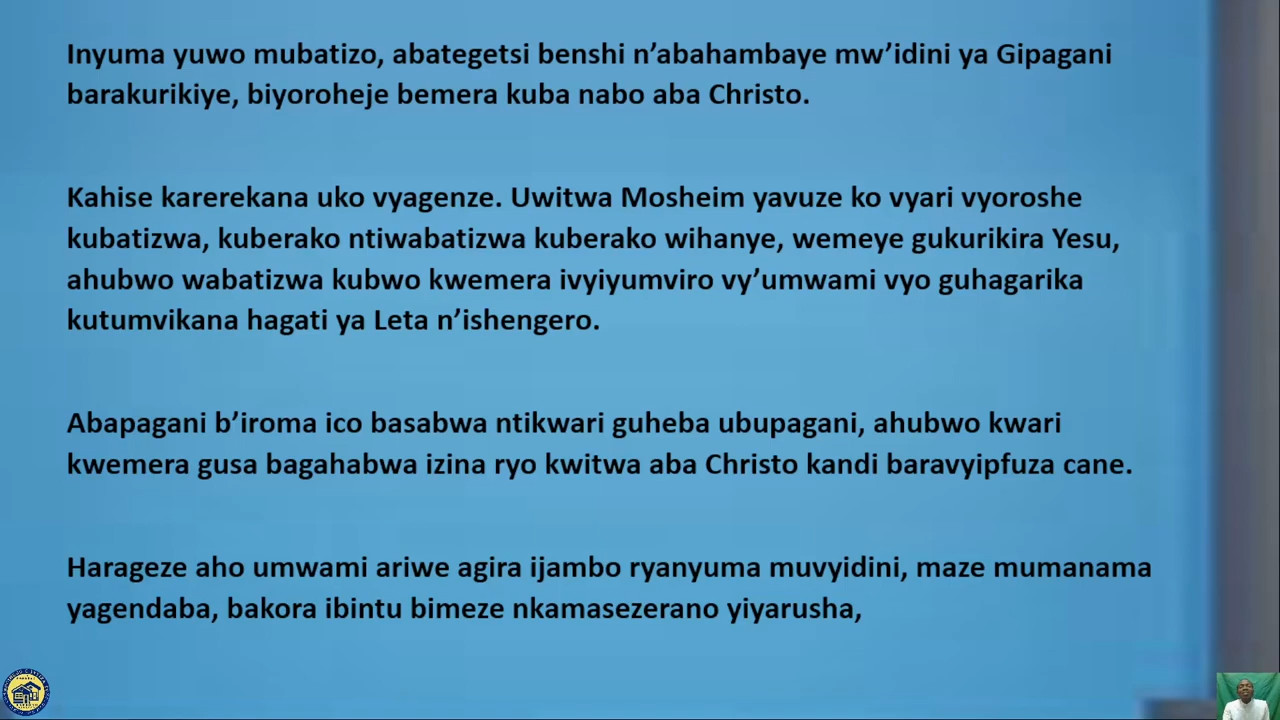 Inyuma yuwo mubatizo, abategetsi benshi n’abahambaye mw’idini ya Gipagani
barakurikiye, biyoroheje bemera kuba nabo aba Christo.
Kahise karerekana uko vyagenze. Uwitwa Mosheim yavuze ko vyari vyoroshe
kubatizwa, kuberako ntiwabatizwa kuberako wihanye, wemeye gukurikira Yesu,
ahubwo wabatizwa kubwo kwemera ivyiyumviro vy’umwami vyo guhagarika
kutumvikana hagati ya Leta n’ishengero.
Abapagani b’iroma ico basabwa ntikwari guheba ubupagani, ahubwo kwari
kwemera gusa bagahabwa izina ryo kwitwa aba Christo kandi baravyipfuza cane.
Harageze aho umwami ariwe agira ijambo ryanyuma muvyidini, maze mumanama
yagendaba, bakora ibintu bimeze nkamasezerano yiyarusha,